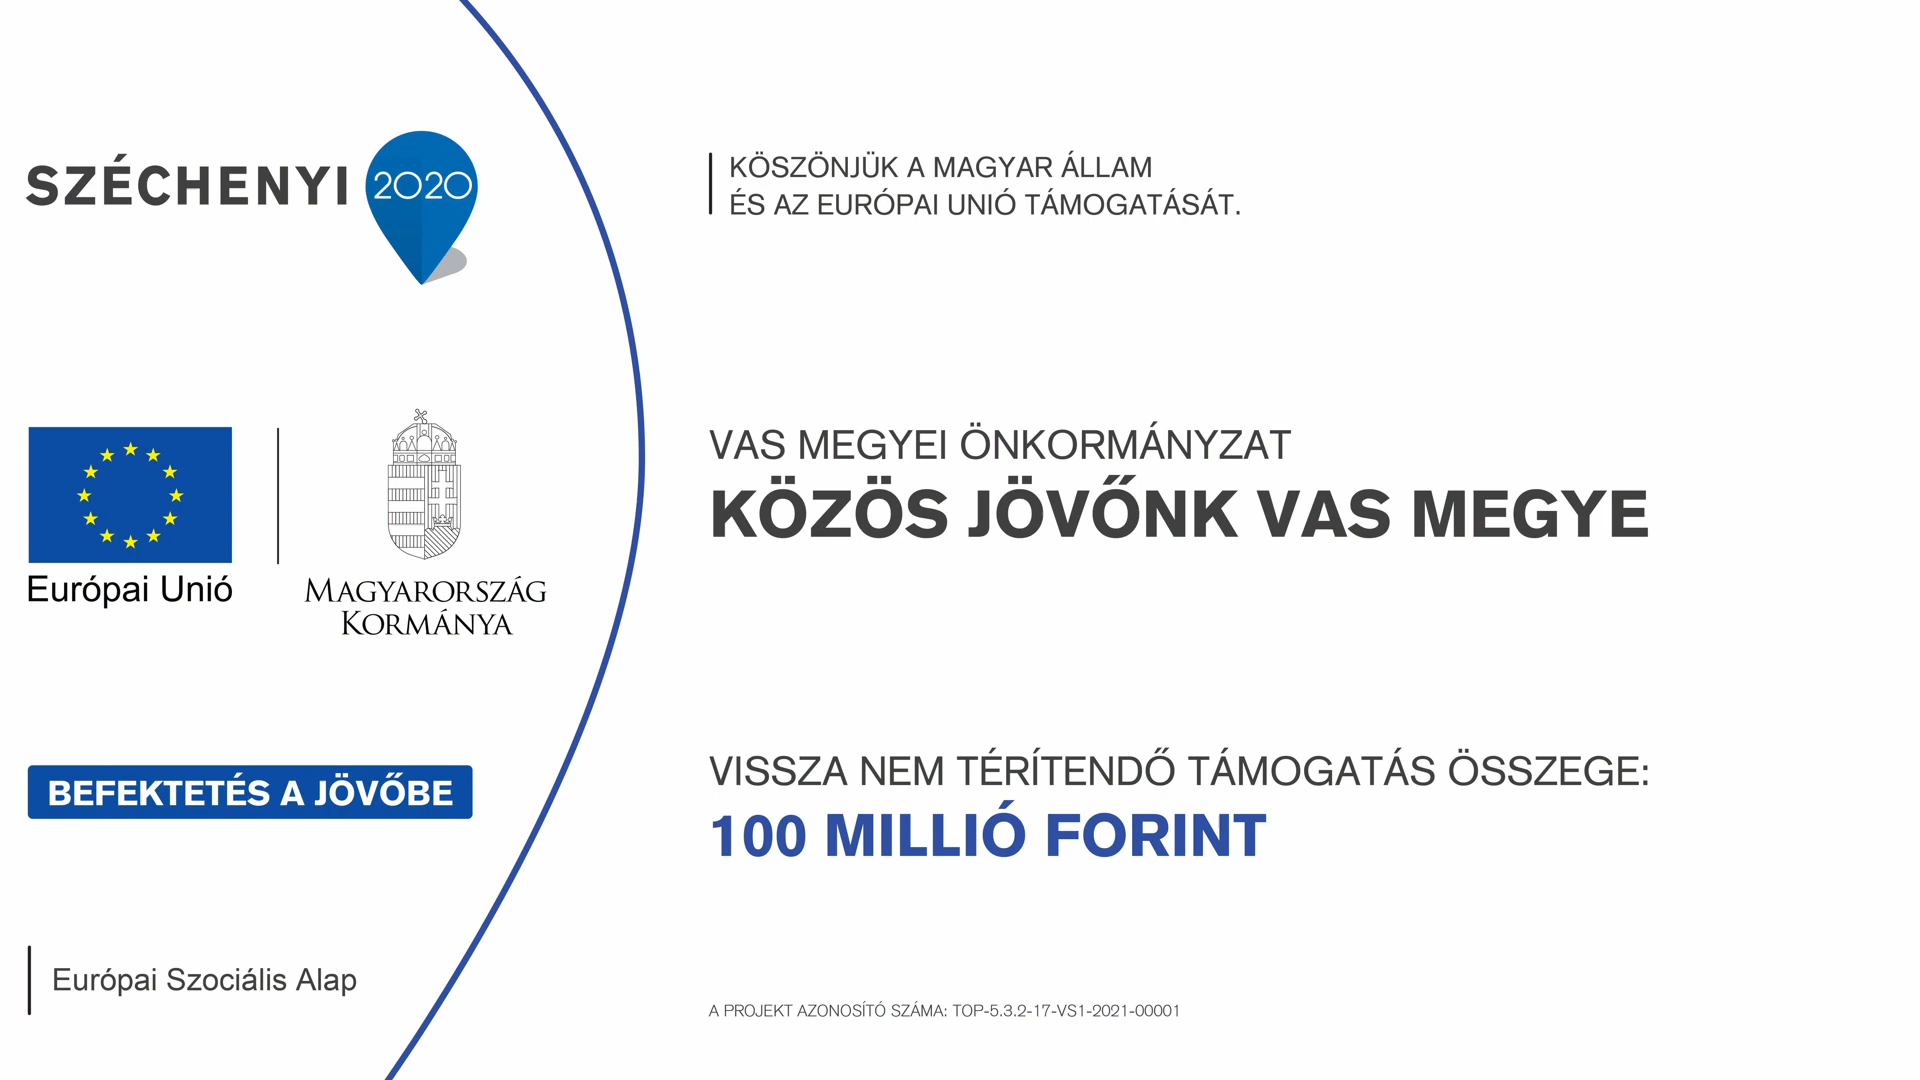 SZÉCHENYI 2020
Európai Unió
MAGYARORSZÁG
KORMÁNYA
BEFEKTETÉS A JÖVŐBE
Európai Szociális Alap
KÖSZÖNJÜK A MAGYAR ÁLLAM
ÉS AZ EURÓPAI UNIÓ TÁMOGATÁSÁT.
VAS MEGYEI ÖNKORMÁNYZAT
KÖZÖS JÖVŐNK VAS MEGYE
VISSZA NEM TÉRÍTENDŐ TÁMOGATÁS ÖSSZEGE:
100 MILLIÓ FORINT
A PROJEKT AZONOSÍTÓ SZÁMA: TOP-5.3.2-17-VS1-2021-00001